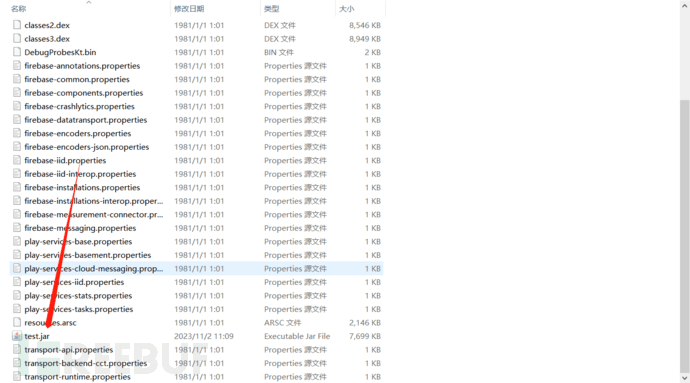 名称 修改日期 类型 大小
classes2.dex 1981/1/1 1:01 DEX 文件 8,546 KB
classes3.dex 1981/1/1 1:01 DEX 文件 8,949 KB
DebugProbesKt.bin 1981/1/1 1:01 BIN 文件 2 KB
firebase-annotations.properties 1981/1/1 1:01 Properties 源文件 1 KB
firebase-common.properties 1981/1/1 1:01 Properties 源文件 1 KB
firebase-components.properties 1981/1/1 1:01 Properties 源文件 1 KB
firebase-crashlytics.properties 1981/1/1 1:01 Properties 源文件 1 KB
firebase-datatransport.properties 1981/1/1 1:01 Properties 源文件 1 KB
firebase-encoders.properties 1981/1/1 1:01 Properties 源文件 1 KB
firebase-encoders-json.properties 1981/1/1 1:01 Properties 源文件 1 KB
firebase-iid.properties 1981/1/1 1:01 Properties 源文件 1 KB
firebase-iid-interop.properties 1981/1/1 1:01 Properties 源文件 1 KB
firebase-installations.properties 1981/1/1 1:01 Properties 源文件 1 KB
firebase-installations-interop.proper... 1981/1/1 1:01 Properties 源文件 1 KB
firebase-measurement-connector.pr... 1981/1/1 1:01 Properties 源文件 1 KB
firebase-messaging.properties 1981/1/1 1:01 Properties 源文件 1 KB
play-services-base.properties 1981/1/1 1:01 Properties 源文件 1 KB
play-services-basement.properties 1981/1/1 1:01 Properties 源文件 1 KB
play-services-cloud-messaging.prop... 1981/1/1 1:01 Properties 源文件 1 KB
play-services-iid.properties 1981/1/1 1:01 Properties 源文件 1 KB
play-services-stats.properties 1981/1/1 1:01 Properties 源文件 1 KB
play-services-tasks.properties 1981/1/1 1:01 Properties 源文件 1 KB
resources.arsc 1981/1/1 1:01 ARSC 文件 2,146 KB
test.jar 2023/11/2 11:09 Executable Jar File 7,699 KB
transport-api.properties 1981/1/1 1:01 Properties 源文件 1 KB
transport-backend-cct.properties 1981/1/1 1:01 Properties 源文件 1 KB
transport-runtime.properties 1981/1/1 1:01 Properties 源文件 1 KB